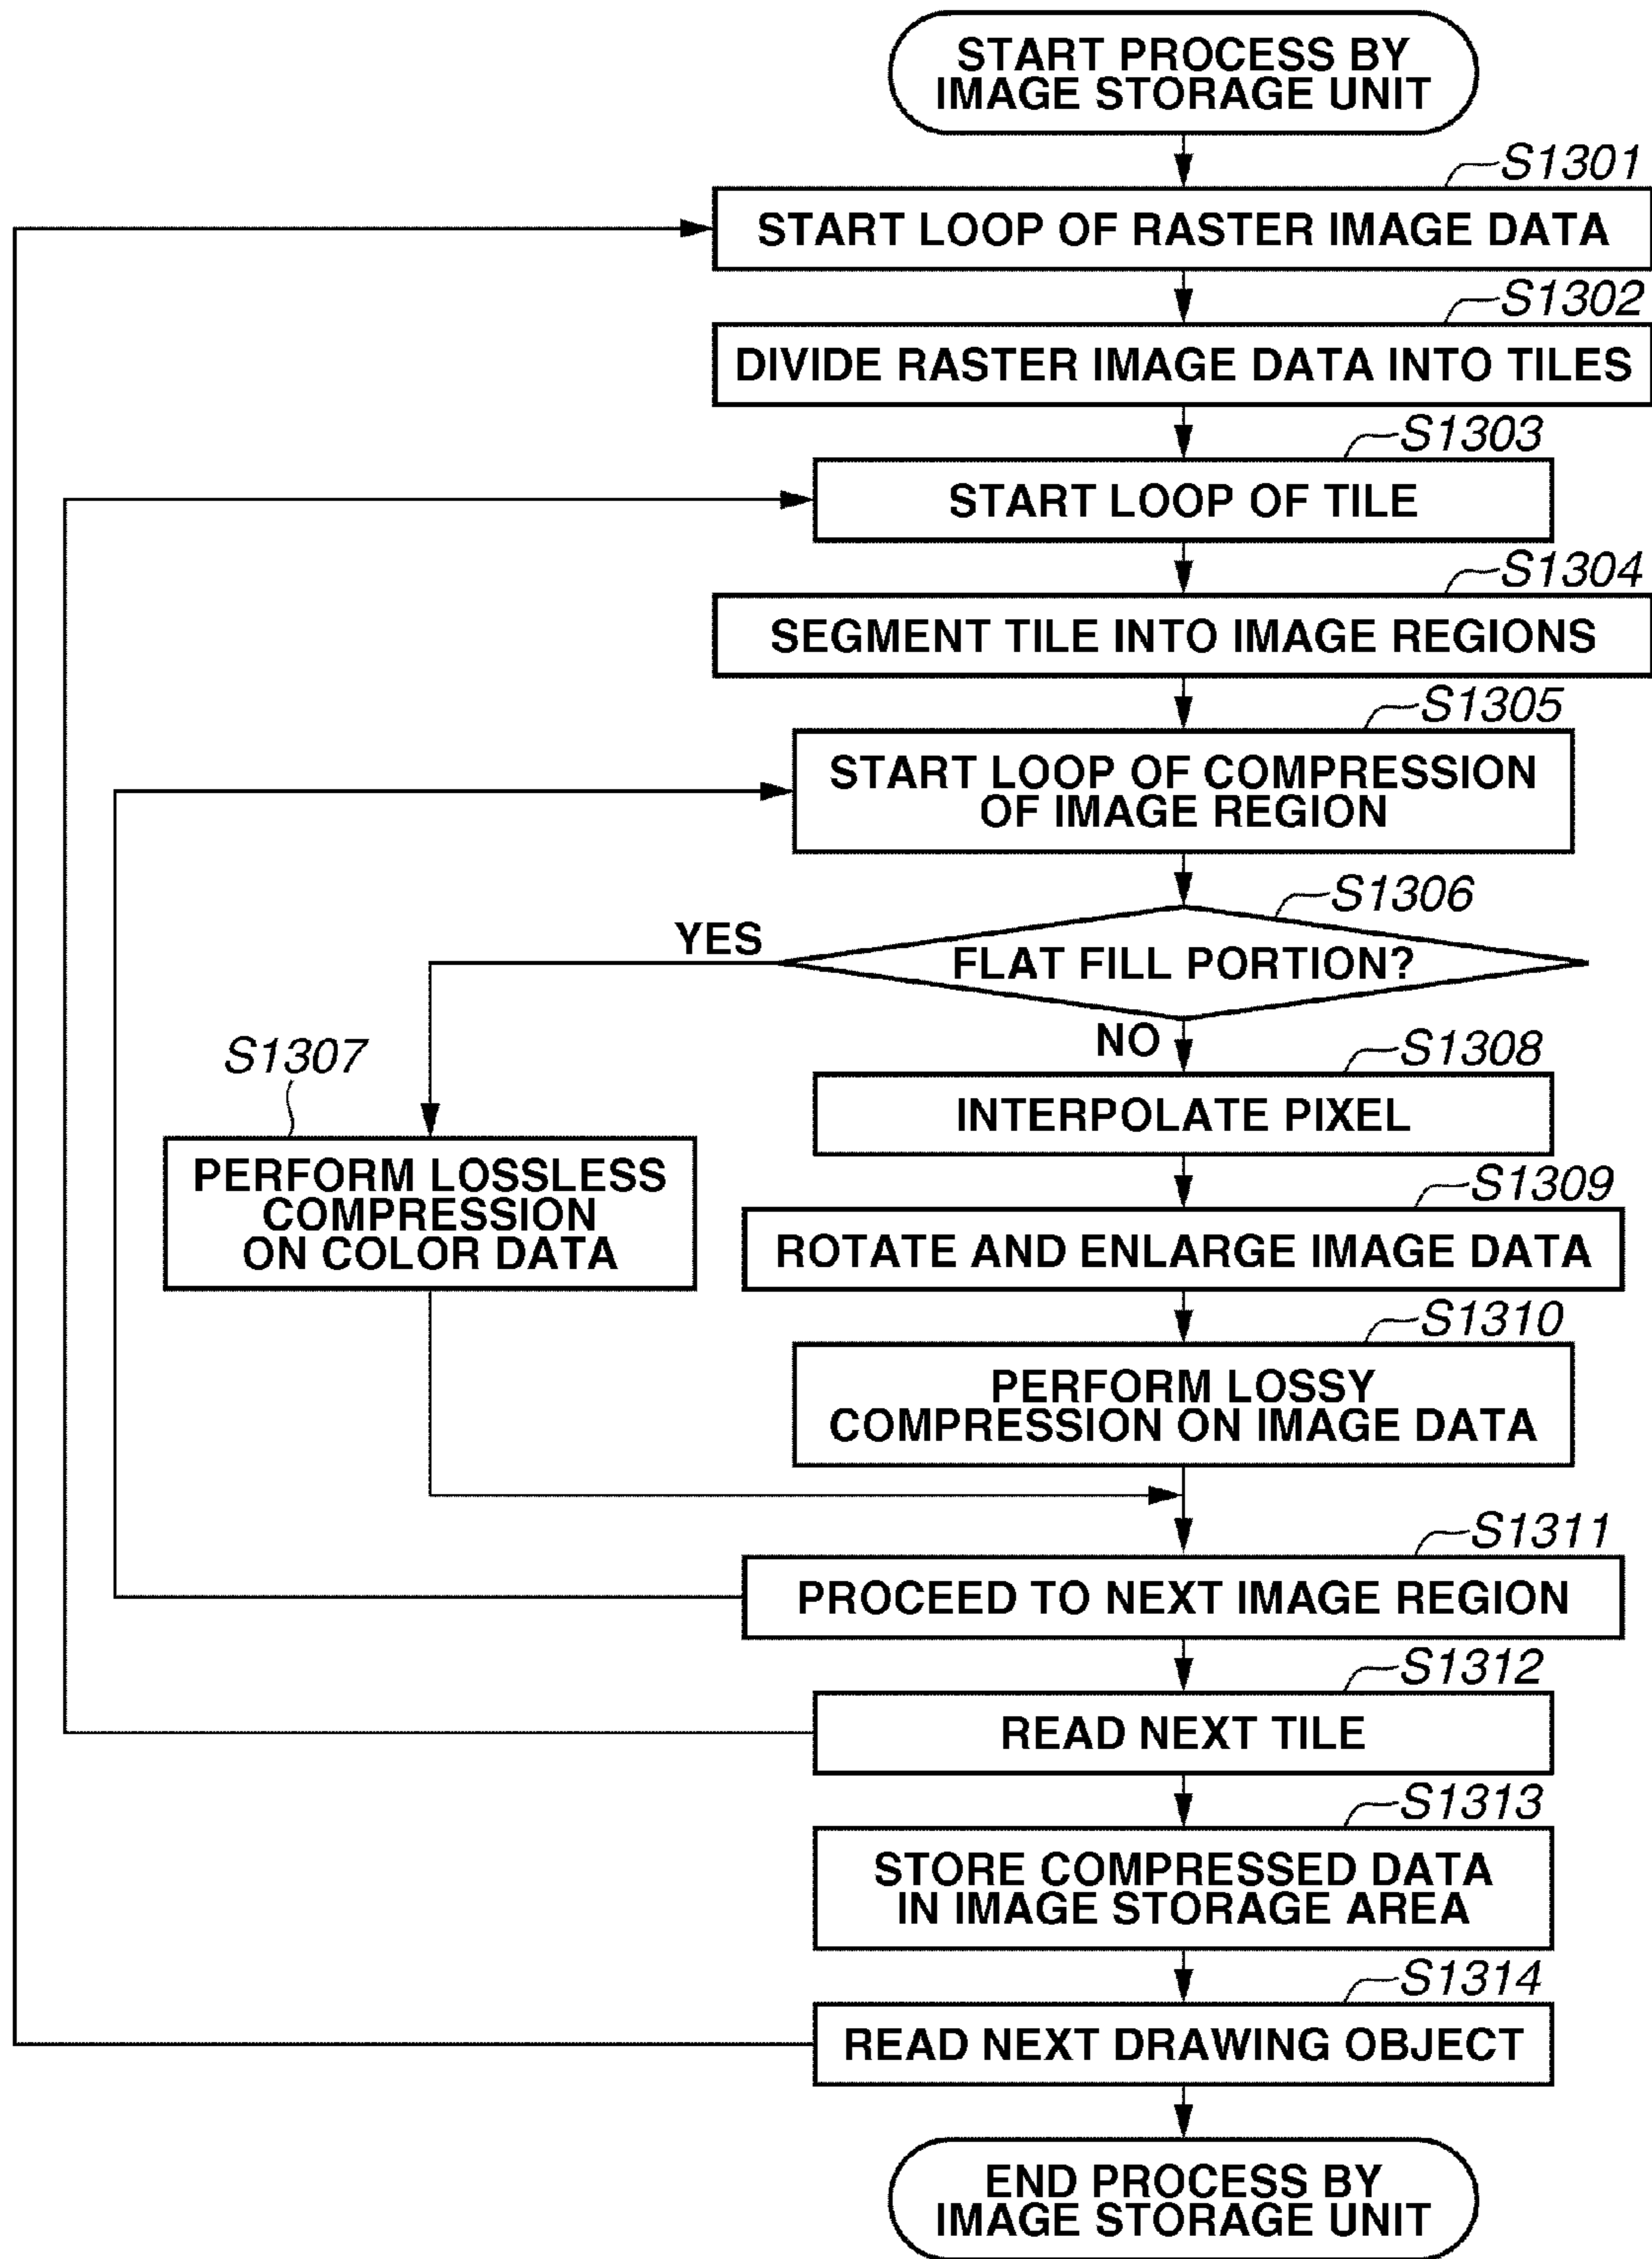 START PROCESS BY
IMAGE STORAGE UNIT
S1301
START LOOP OF RASTER IMAGE DATA
S1302
DIVIDE RASTER IMAGE DATA INTO TILES
S1303
START LOOP OF TILE
S1304
SEGMENT TILE INTO IMAGE REGIONS
S1305
START LOOP OF COMPRESSION
OF IMAGE REGION
S1306
YES
FLAT FILL PORTION?
NO
S1307
PERFORM LOSSLESS
COMPRESSION
ON COLOR DATA
S1308
INTERPOLATE PIXEL
S1309
ROTATE AND ENLARGE IMAGE DATA
S1310
PERFORM LOSSY
COMPRESSION ON IMAGE DATA
S1311
PROCEED TO NEXT IMAGE REGION
S1312
READ NEXT TILE
S1313
STORE COMPRESSED DATA
IN IMAGE STORAGE AREA
S1314
READ NEXT DRAWING OBJECT
END PROCESS BY
IMAGE STORAGE UNIT